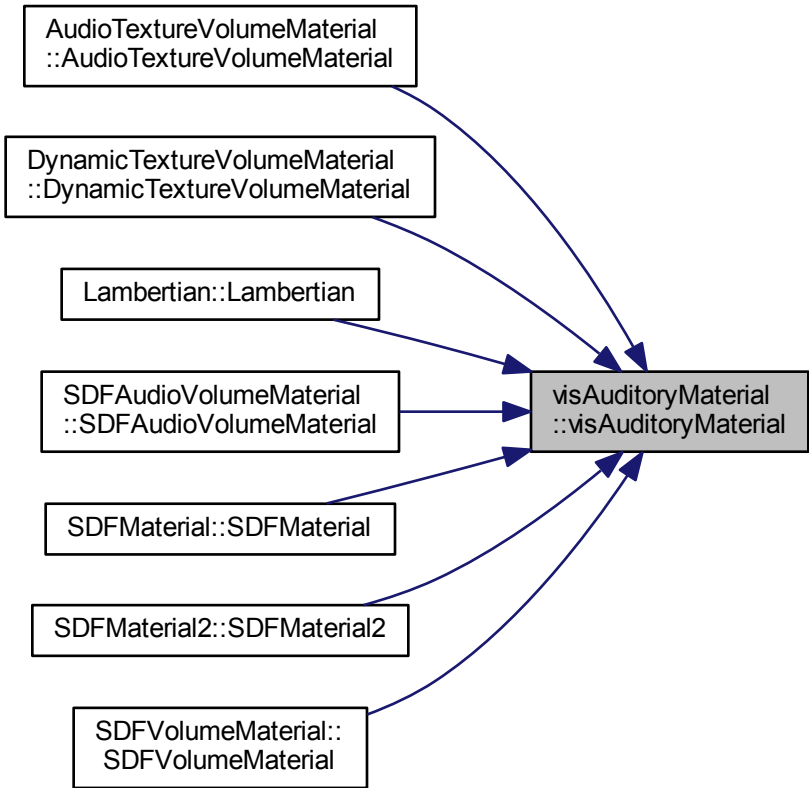 AudioTextureVolumeMaterial
::AudioTextureVolumeMaterial
DynamicTextureVolumeMaterial
::DynamicTextureVolumeMaterial
Lambertian::Lambertian
SDFAudioVolumeMaterial
::SDFAudioVolumeMaterial
visAuditoryMaterial
::visAuditoryMaterial
SDFMaterial::SDFMaterial
SDFMaterial2::SDFMaterial2
SDFVolumeMaterial::
SDFVolumeMaterial